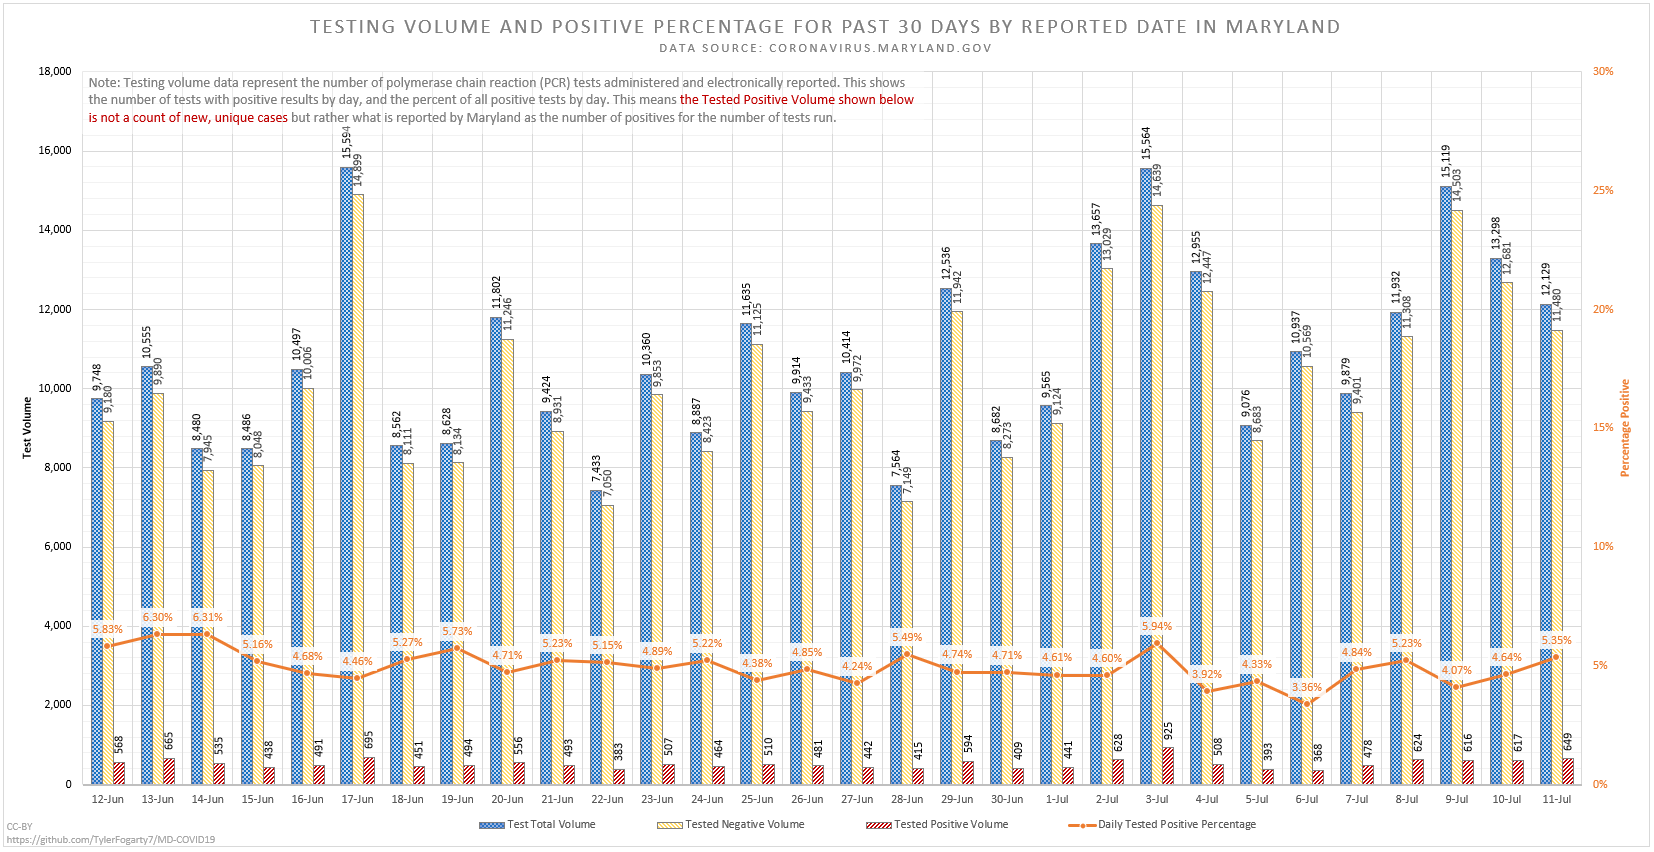 TESTING VOLUME AND POSITIVE PERCENTAGE FOR PAST 30 DAYS BY REPORTED DATE IN MARYLAND
DATA SOURCE: CORONAVIRUS.MARYLAND.GOV
Note: Testing volume data represent the number of polymerase chain reaction (PCR) tests administered and electronically reported. This shows
the number of tests with positive results by day, and the percent of all positive tests by day. This means the Tested Positive Volume shown below
is not a count of new, unique cases but rather what is reported by Maryland as the number of positives for the number of tests run.
Test Volume
18,000
16,000
14,000
12,000
10,000
8,000
6,000
4,000
2,000
0
Percentage Positive
30%
25%
20%
15%
10%
5%
0%
9,748 9,180 5.83% 568
10,555 9,890 6.30% 665
8,480 7,945 6.31% 535
8,486 8,048 5.16% 438
10,497 10,006 4.68% 491
15,594 14,899 4.46% 695
8,562 8,111 5.27% 451
8,628 8,134 5.73% 494
11,802 11,246 4.71% 556
9,424 8,931 5.23% 493
7,433 7,050 5.15% 383
10,360 9,853 4.89% 507
8,887 8,423 5.22% 464
11,635 11,125 4.38% 510
9,914 9,433 4.85% 481
10,414 9,972 4.24% 442
7,564 7,149 5.49% 415
12,536 11,942 4.74% 594
8,682 8,273 4.71% 409
9,565 9,124 4.61% 441
13,657 13,029 4.60% 628
15,564 14,639 5.94% 925
12,955 12,447 3.92% 508
9,076 8,683 4.33% 393
10,937 10,569 3.36% 368
9,879 9,401 4.84% 478
11,932 11,308 5.23% 624
15,119 14,503 4.07% 616
13,298 12,681 4.64% 617
12,129 11,480 5.35% 649
12-Jun 13-Jun 14-Jun 15-Jun 16-Jun 17-Jun 18-Jun 19-Jun 20-Jun 21-Jun 22-Jun 23-Jun 24-Jun 25-Jun 26-Jun 27-Jun 28-Jun 29-Jun 30-Jun 1-Jul 2-Jul 3-Jul 4-Jul 5-Jul 6-Jul 7-Jul 8-Jul 9-Jul 10-Jul 11-Jul
Test Total Volume Tested Negative Volume Tested Positive Volume Daily Tested Positive Percentage
CC-BY
https://github.com/TylerFogarty7/MD-COVID19